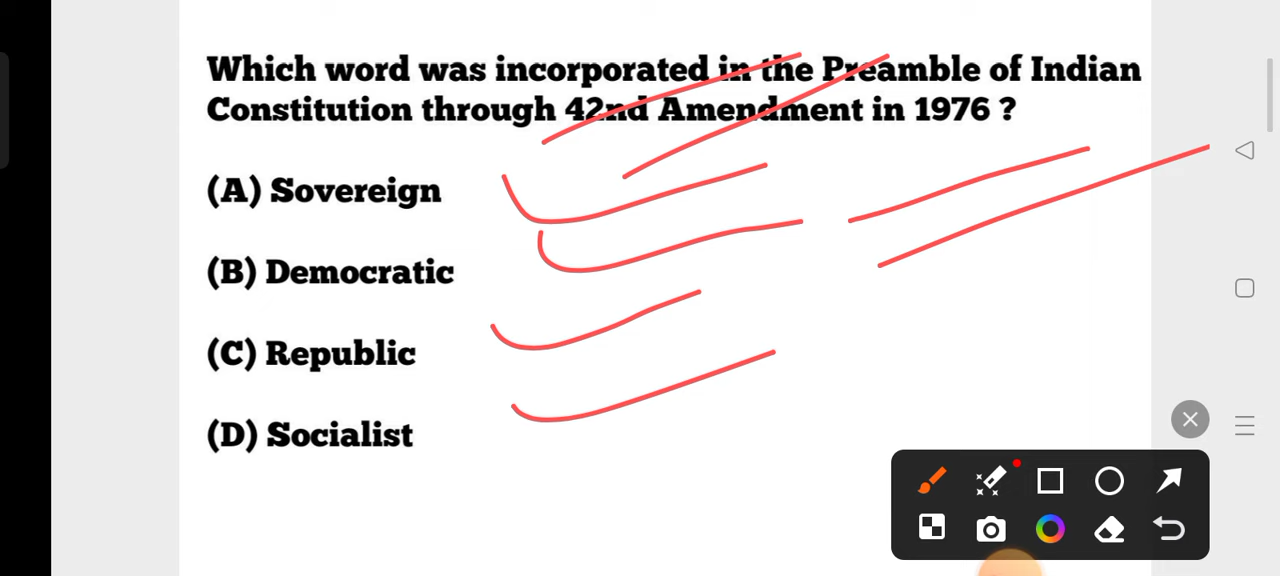 Which word was incorporated in the Preamble of Indian
Constitution through 42nd Amendment in 1976 ?
(A) Sovereign
(B) Democratic
(C) Republic
(D) Socialist